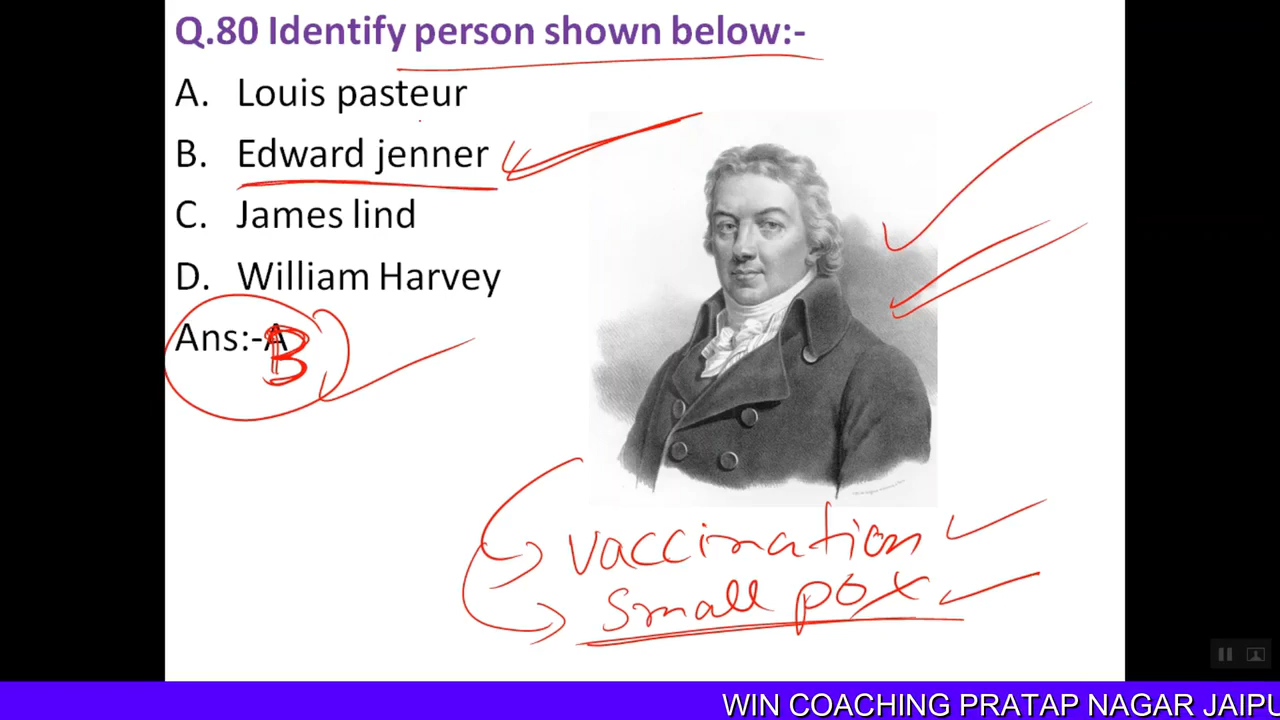 Q.80 Identify person shown below:-
A. Louis pasteur
B. Edward jenner
C. James lind
D. William Harvey
Ans:-A
B
vaccination
Small pox
WIN COACHING PRATAP NAGAR JAIPU